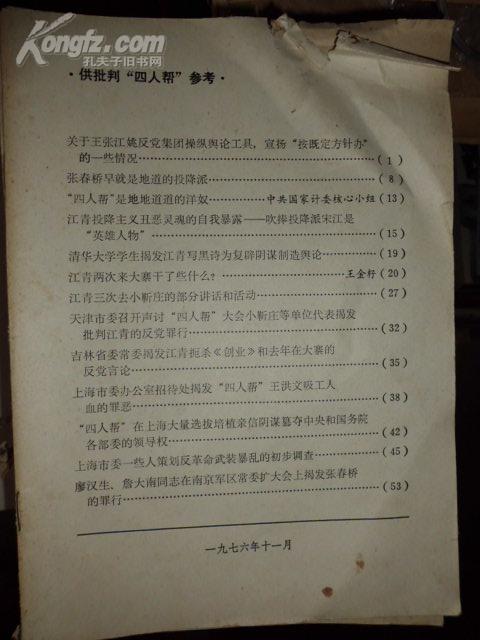 Kongfz.com
孔夫子旧书网
·供批判“四人帮”参考·
关于王张江姚反党集团操纵舆论工具，宣扬“按既定方针办”
的一些情况……………………………………………（1）
张春桥早就是地道的投降派……………………………（8）
“四人帮”是地地道道的洋奴…………中共国家计委核心小组（13）
江青投降主义丑恶灵魂的自我暴露——吹捧投降派宋江是
“英雄人物”……………………………………………（15）
清华大学学生揭发江青写黑诗为复辟阴谋制造舆论…………（19）
江青两次来大寨干了些什么？……………………王金籽（20）
江青三次去小靳庄的部分讲话和活动……………………（27）
天津市委召开声讨“四人帮”大会小靳庄等单位代表揭发
批判江青的反党罪行……………………………………（32）
吉林省委常委揭发江青扼杀《创业》和去年在大寨的
反党言论…………………………………………………（35）
上海市委办公室招待处揭发“四人帮”王洪文吸工人
血的罪恶…………………………………………………（38）
“四人帮”在上海大量选拔培植亲信阴谋篡夺中央和国务院
各部委的领导权…………………………………………（42）
上海市委一些人策划反革命武装暴乱的初步调查…………（45）
廖汉生、詹大南同志在南京军区常委扩大会上揭发张春桥
的罪行……………………………………………………（53）
一九七六年十一月